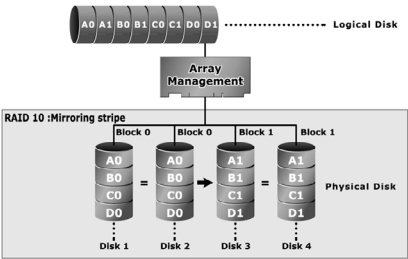 A0 A1 B0 B1 C0 C1 D0 D1 Logical Disk
Array
Management
RAID 10 :Mirroring stripe
Block 0 Block 0 Block 1 Block 1
A0 A0 A1 A1
B0 B0 B1 B1
= =
C0 C0 C1 C1
D0 D0 D1 D1
Physical Disk
Disk 1 Disk 2 Disk 3 Disk 4